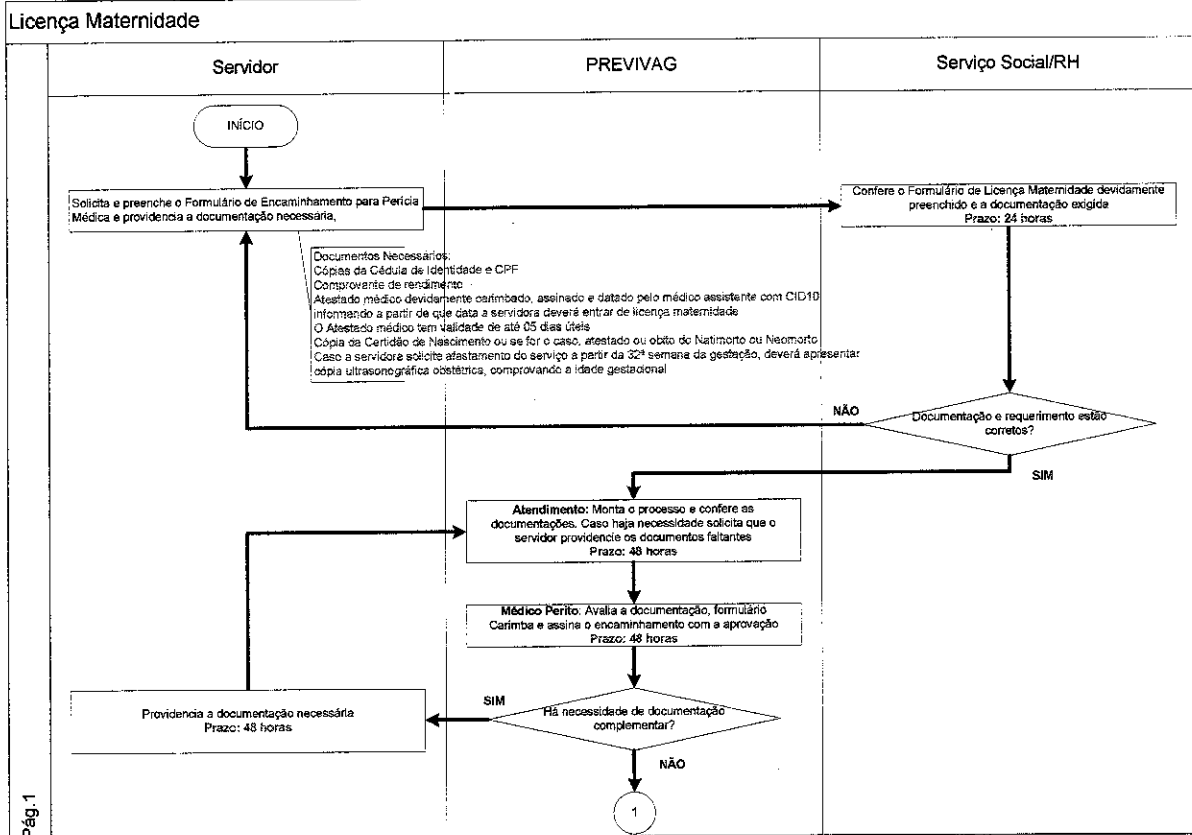 Licença Maternidade
Servidor
PREVIVAG
Serviço Social/RH
INÍCIO
Solicita e preenche o Formulário de Encaminhamento para Perícia
Médica e providencia a documentação necessária,
Confere o Formulário de Licença Maternidade devidamente
preenchido e a documentação exigida
Prazo: 24 horas
Documentos Necessários:
Cópias da Cédula de Identidade e CPF
Comprovante de rendimento
Atestado médico devidamente carimbado, assinado e datado pelo médico assistente com CID10
informando a partir de que data a servidora deverá entrar de licença maternidade
O Atestado médico tem validade de até 05 dias úteis
Cópia da Certidão de Nascimento ou se for o caso, atestado ou obito do Natimorto ou Neomorto
Caso a servidora solicite afastamento do serviço a partir da 32ª semana da gestação, deverá apresentar
cópia ultrasonográfica obstétrica, comprovando a idade gestacional
NÃO
Documentação e requerimento estão
corretos?
SIM
Atendimento: Monta o processo e confere as
documentações. Caso haja necessidade solicita que o
servidor providencie os documentos faltantes
Prazo: 48 horas
Médico Perito: Avalia a documentação, formulário
Carimba e assina o encaminhamento com a aprovação
Prazo: 48 horas
Providencia a documentação necessária
Prazo: 48 horas
SIM
Há necessidade de documentação
complementar?
NÃO
1
Pág.1